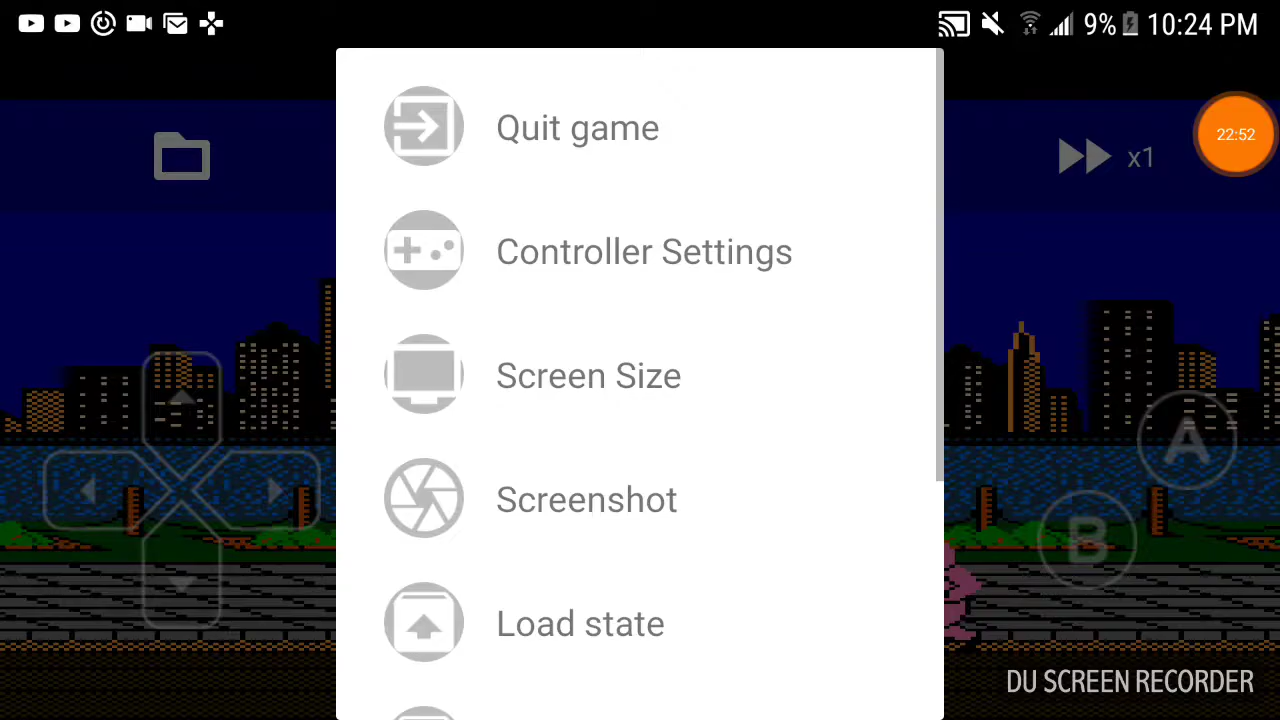 9% 10:24 PM
22:52
x1
Quit game
Controller Settings
Screen Size
Screenshot
Load state
A
B
DU SCREEN RECORDER